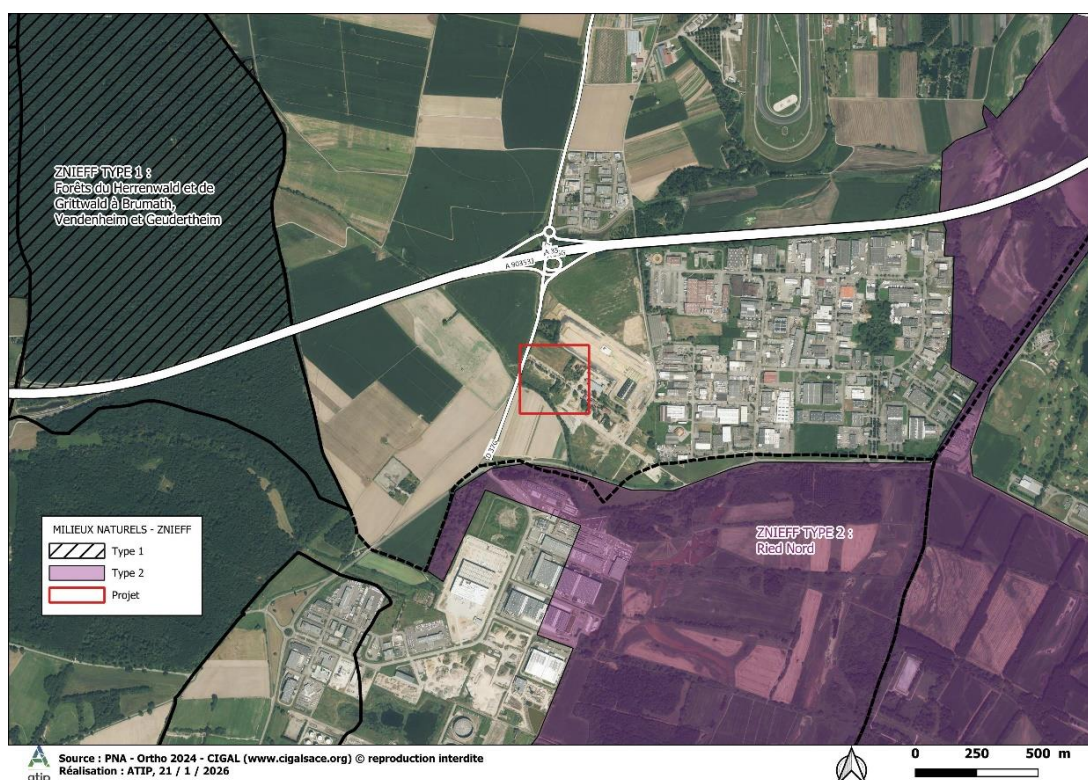 ZNIEFF TYPE 1 :
Forêts du Herrenwald et de
Grittwald à Brumath,
Vendenheim et Geudertheim
A 35
D 370
ZNIEFF TYPE 2 :
Ried Nord
MILIEUX NATURELS - ZNIEFF
Type 1
Type 2
Projet
atip
Source : PNA - Ortho 2024 - CIGAL (www.cigalsace.org) © reproduction interdite
Réalisation : ATIP, 21 / 1 / 2026
0 250 500 m